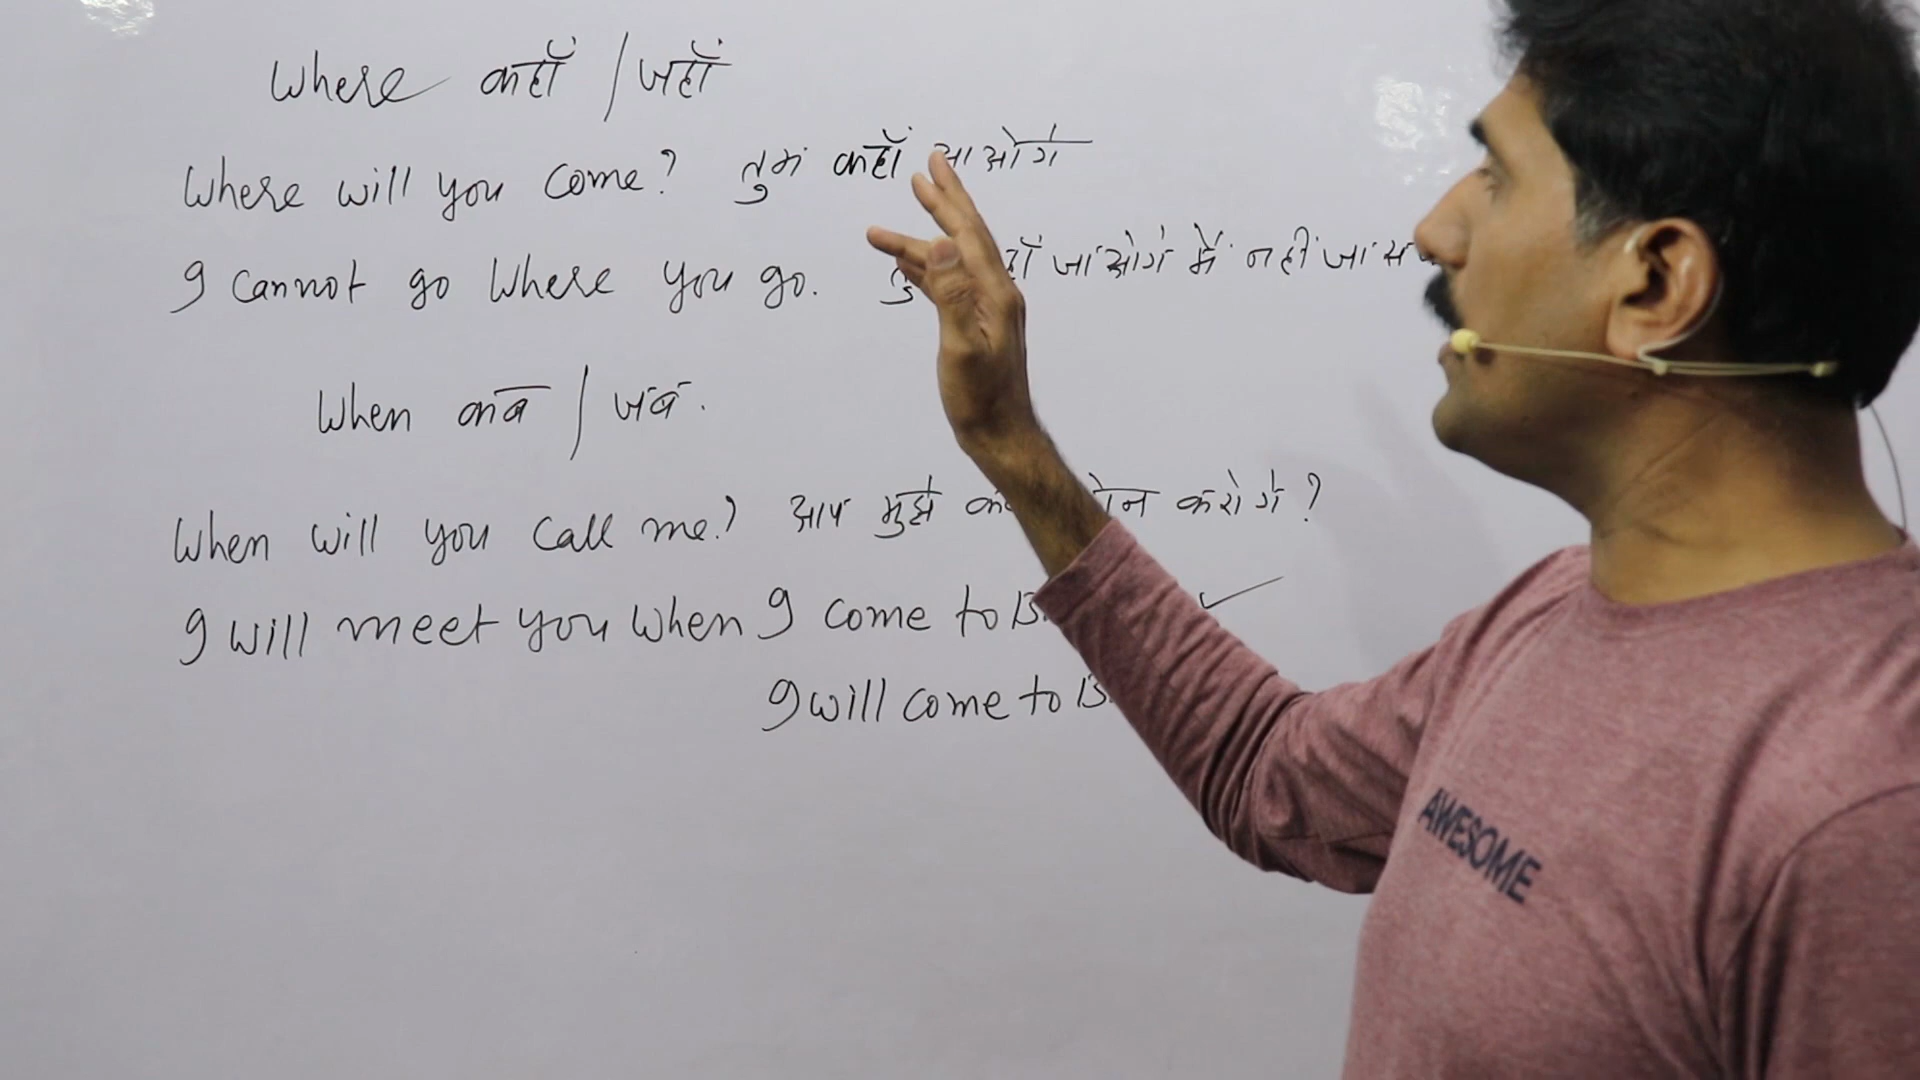 Where कहाँ / जहाँ
Where will you come? तुम कहाँ आओगे
I cannot go where you go. जाओगे में नहीं जा
When कब / जब.
When will you call me? आप मुझे करोगे?
I will meet you when I come to
I will come to
AWESOME